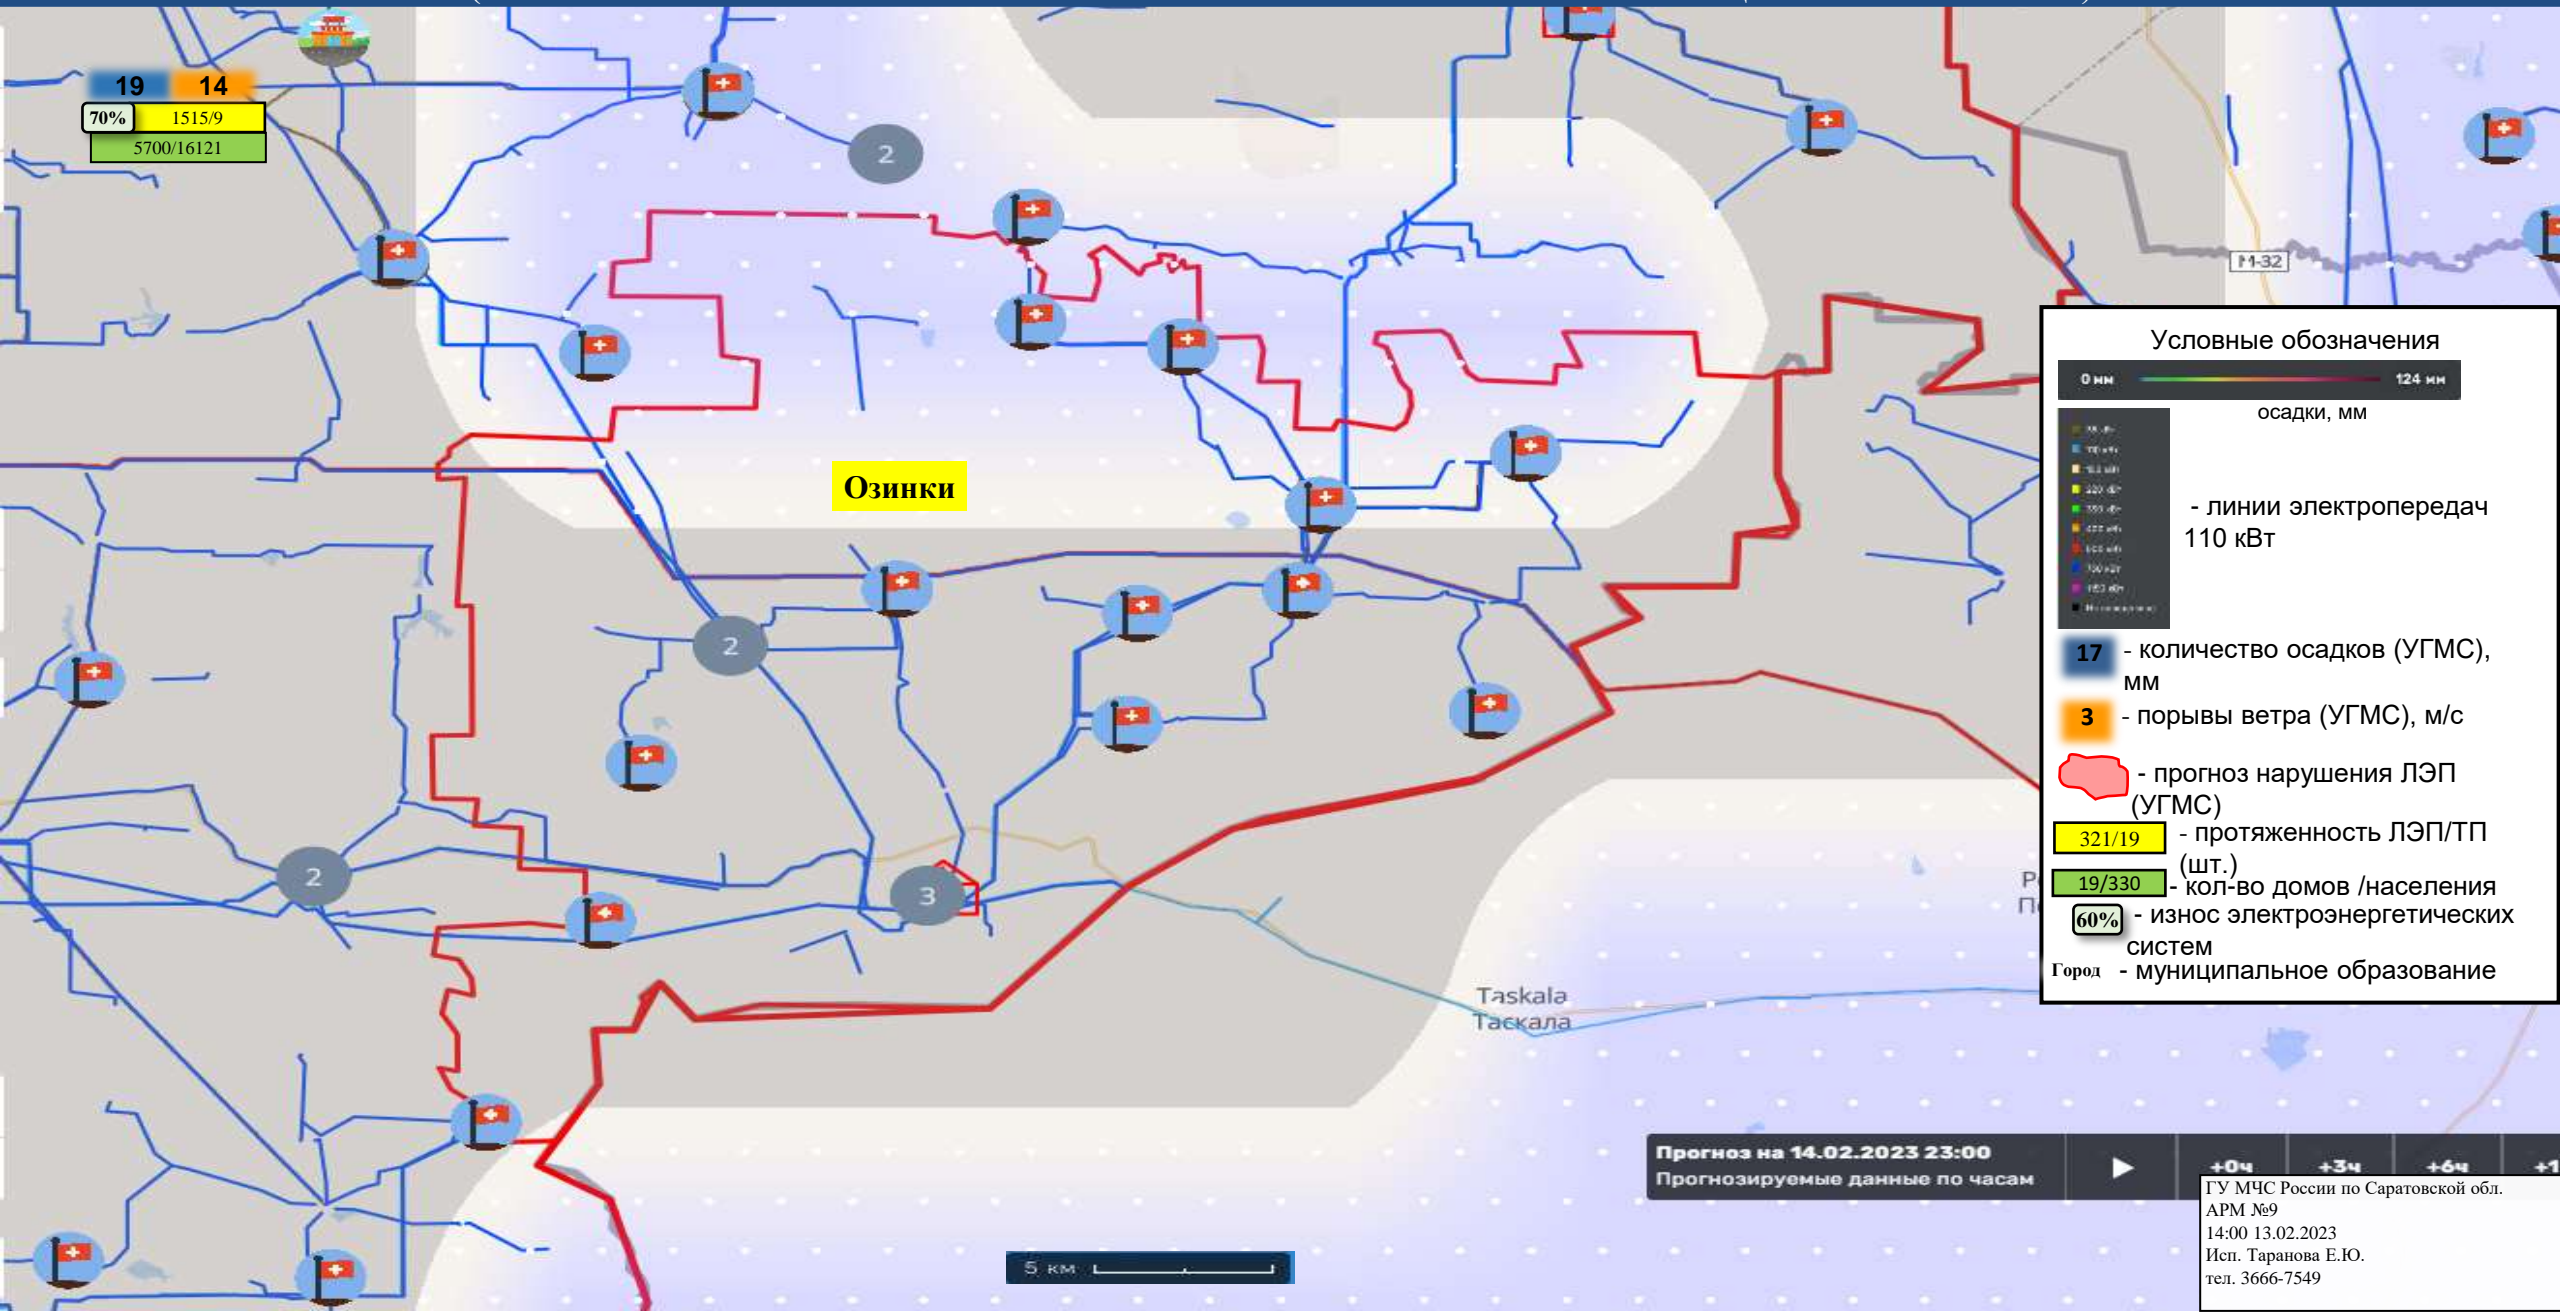 19 14
70% 1515/9
5700/16121
2
М-32
Озинки
2
2
3
Taskala
Таскала
Условные обозначения
0 мм 124 мм
осадки, мм
- линии электропередач
110 кВт
17 - количество осадков (УГМС),
мм
3 - порывы ветра (УГМС), м/с
- прогноз нарушения ЛЭП
(УГМС)
321/19 - протяженность ЛЭП/ТП
(шт.)
19/330 - кол-во домов /населения
60% - износ электроэнергетических
систем
Город - муниципальное образование
Прогноз на 14.02.2023 23:00
Прогнозируемые данные по часам
+0ч +3ч +6ч +1
5 км
ГУ МЧС России по Саратовской обл.
АРМ №9
14:00 13.02.2023
Исп. Таранова Е.Ю.
тел. 3666-7549